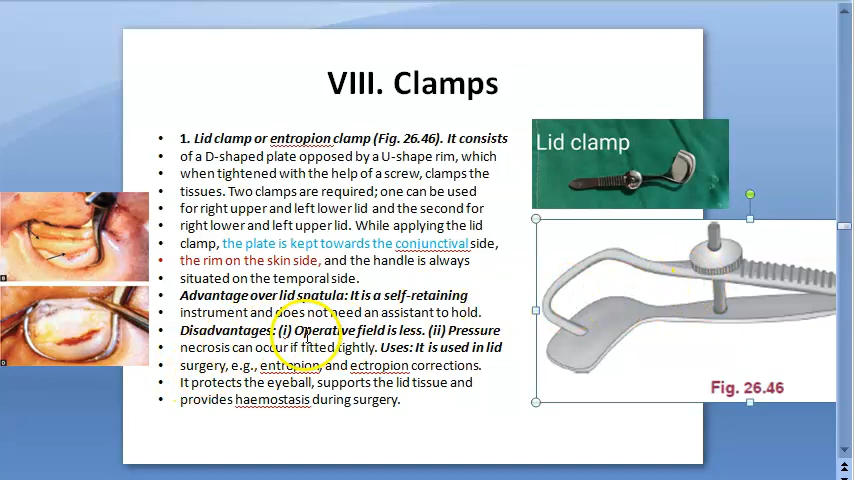 VIII. Clamps
• 1. Lid clamp or entropion clamp (Fig. 26.46). It consists
• of a D-shaped plate opposed by a U-shape rim, which
• when tightened with the help of a screw, clamps the
• tissues. Two clamps are required; one can be used
• for right upper and left lower lid and the second for
• right lower and left upper lid. While applying the lid
• clamp, the plate is kept towards the conjunctival side,
• the rim on the skin side, and the handle is always
• situated on the temporal side.
• Advantage over lid spatula: It is a self-retaining
• instrument and does not need an assistant to hold.
• Disadvantages: (i) Operative field is less. (ii) Pressure
• necrosis can occur if fitted tightly. Uses: It is used in lid
• surgery, e.g., entropion, and ectropion corrections.
• It protects the eyeball, supports the lid tissue and
• provides haemostasis during surgery.
Lid clamp
Fig. 26.46